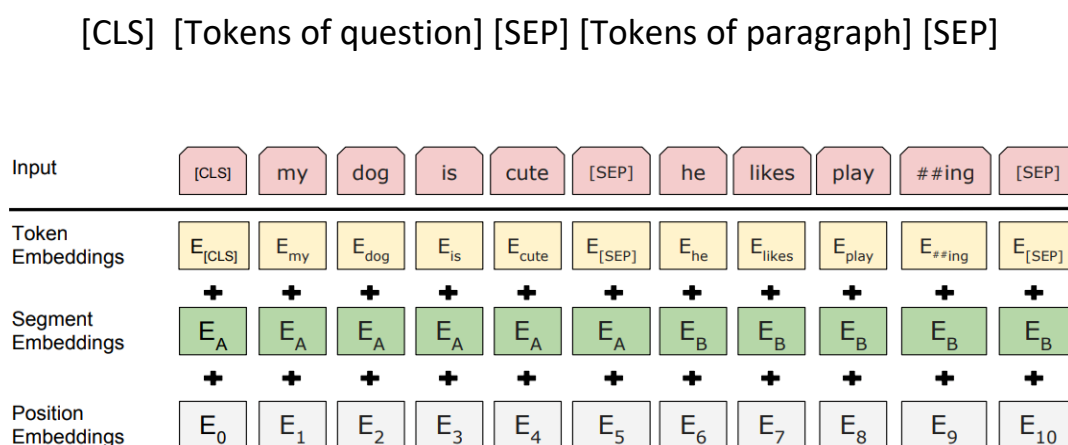 [CLS] [Tokens of question] [SEP] [Tokens of paragraph] [SEP]
Input [CLS] my dog is cute [SEP] he likes play ##ing [SEP]
Token
Embeddings E[CLS] Emy Edog Eis Ecute E[SEP] Ehe Elikes Eplay E##ing E[SEP]
+ + + + + + + + + + +
Segment
Embeddings EA EA EA EA EA EA EB EB EB EB EB
+ + + + + + + + + + +
Position
Embeddings E0 E1 E2 E3 E4 E5 E6 E7 E8 E9 E10